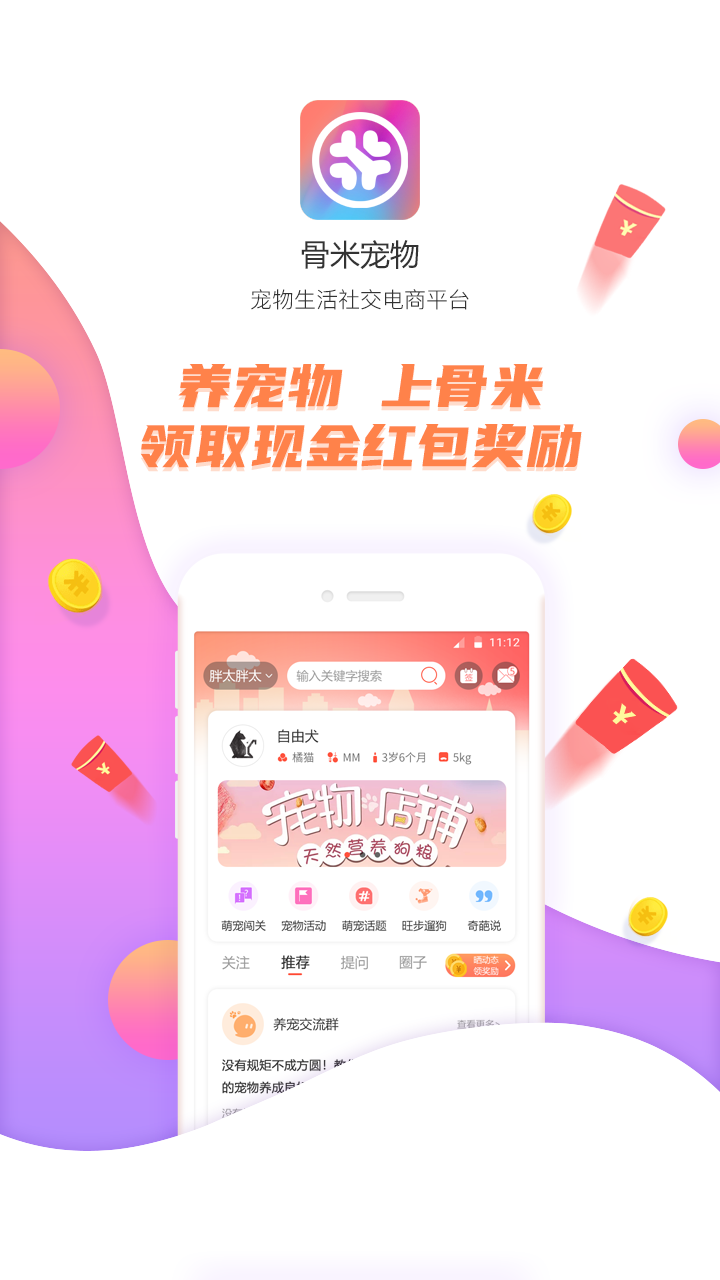 骨米宠物
宠物生活社交电商平台
养宠物 上骨米
领取现金红包奖励
11:12
胖太胖太
输入关键字搜索
签
自由犬
橘猫 MM 3岁6个月 5kg
宠物店铺
天然营养狗粮
萌宠闯关 宠物活动 萌宠话题 旺步遛狗 奇葩说
关注 推荐 提问 圈子
晒动态
领奖励
养宠交流群
查看更多>
没有规矩不成方圆！
的宠物养成
没有